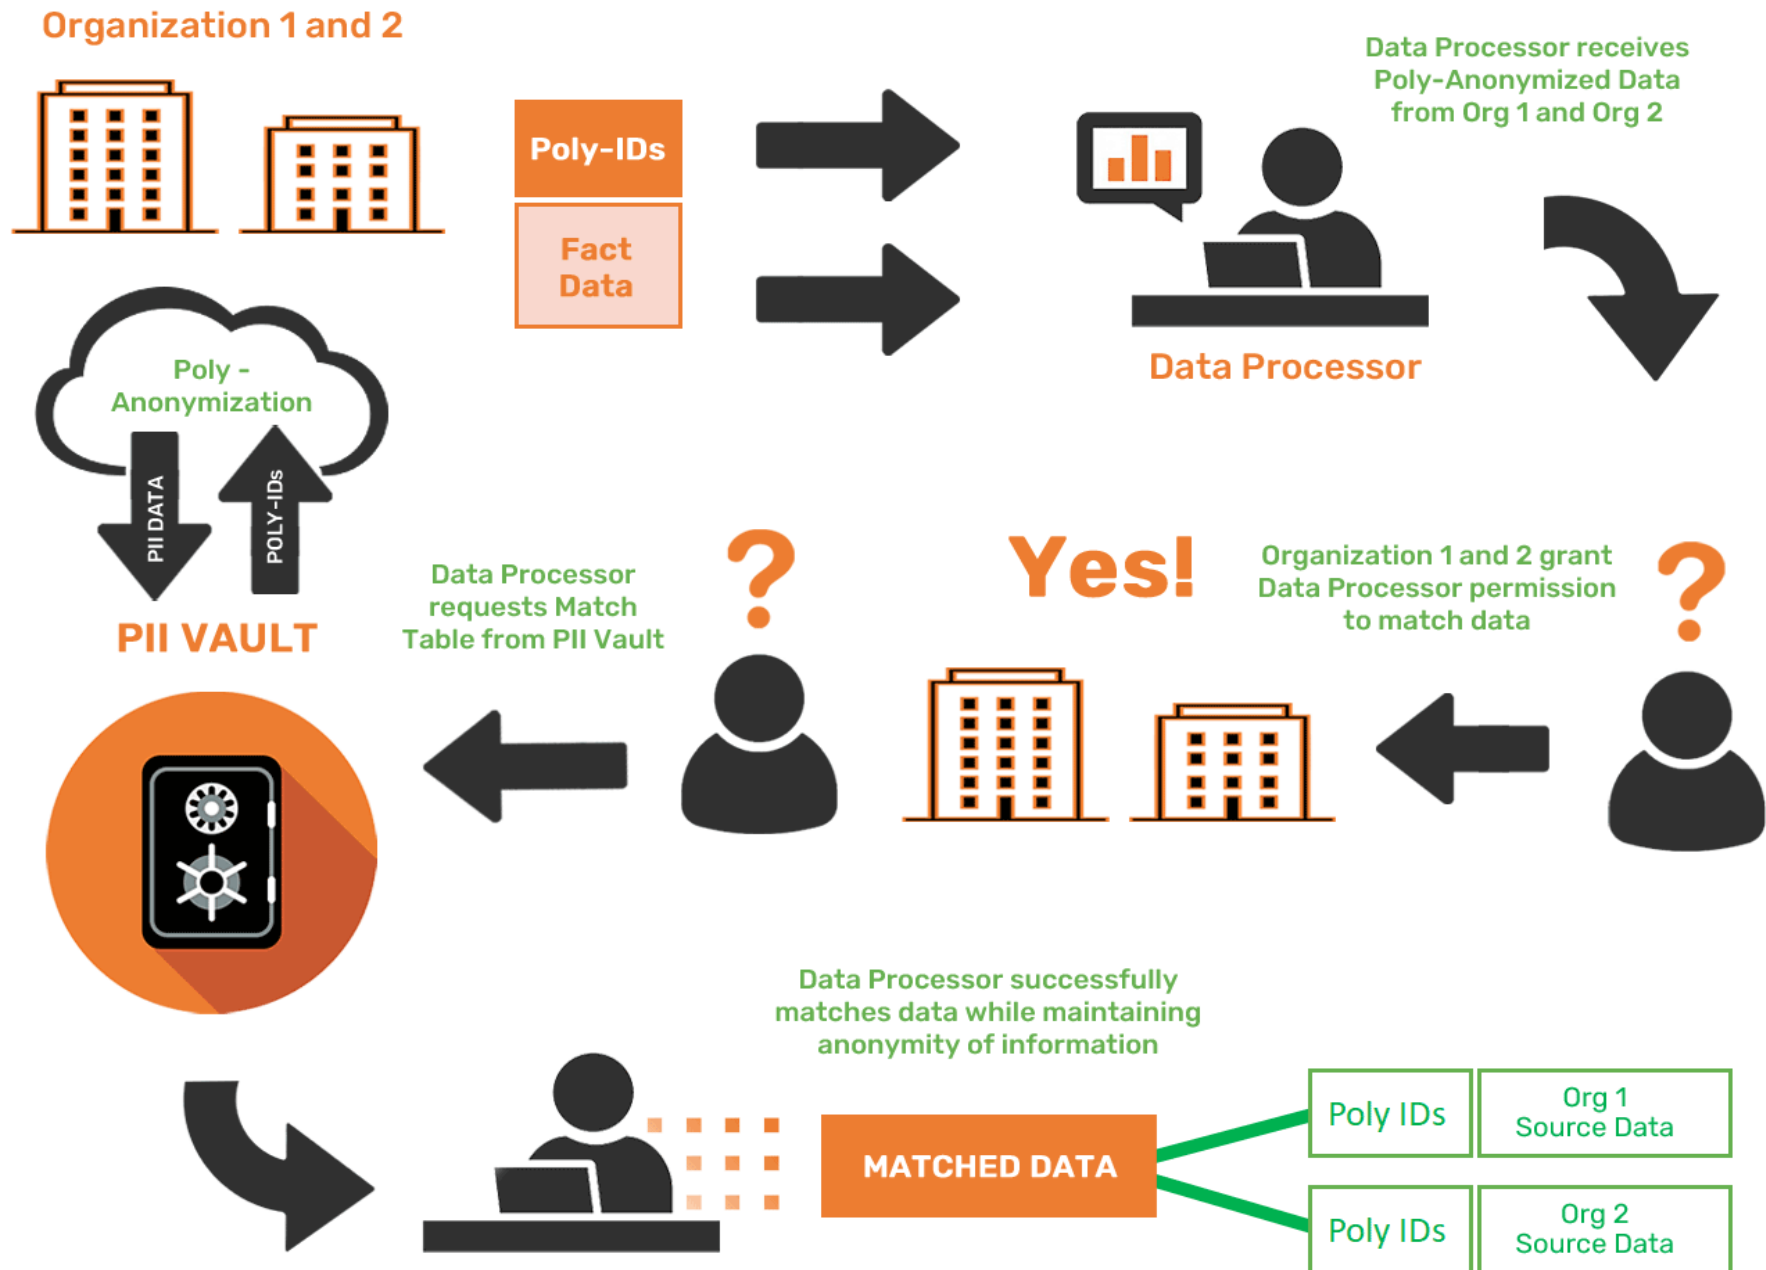 Organization 1 and 2
Poly-IDs
Fact
Data
Data Processor receives
Poly-Anonymized Data
from Org 1 and Org 2
Data Processor
Poly -
Anonymization
PII DATA
POLY-IDs
PII VAULT
Data Processor
requests Match
Table from PII Vault
?
Yes!
Organization 1 and 2 grant
Data Processor permission
to match data
?
Data Processor successfully
matches data while maintaining
anonymity of information
MATCHED DATA
Poly IDs
Org 1
Source Data
Poly IDs
Org 2
Source Data